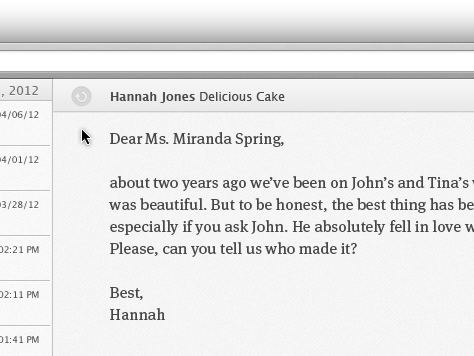 , 2012
04/06/12
04/01/12
03/28/12
02:21 PM
02:11 PM
01:41 PM
Hannah Jones Delicious Cake
Dear Ms. Miranda Spring,
about two years ago we've been on John's and Tina's
was beautiful. But to be honest, the best thing has be
especially if you ask John. He absolutely fell in love w
Please, can you tell us who made it?
Best,
Hannah